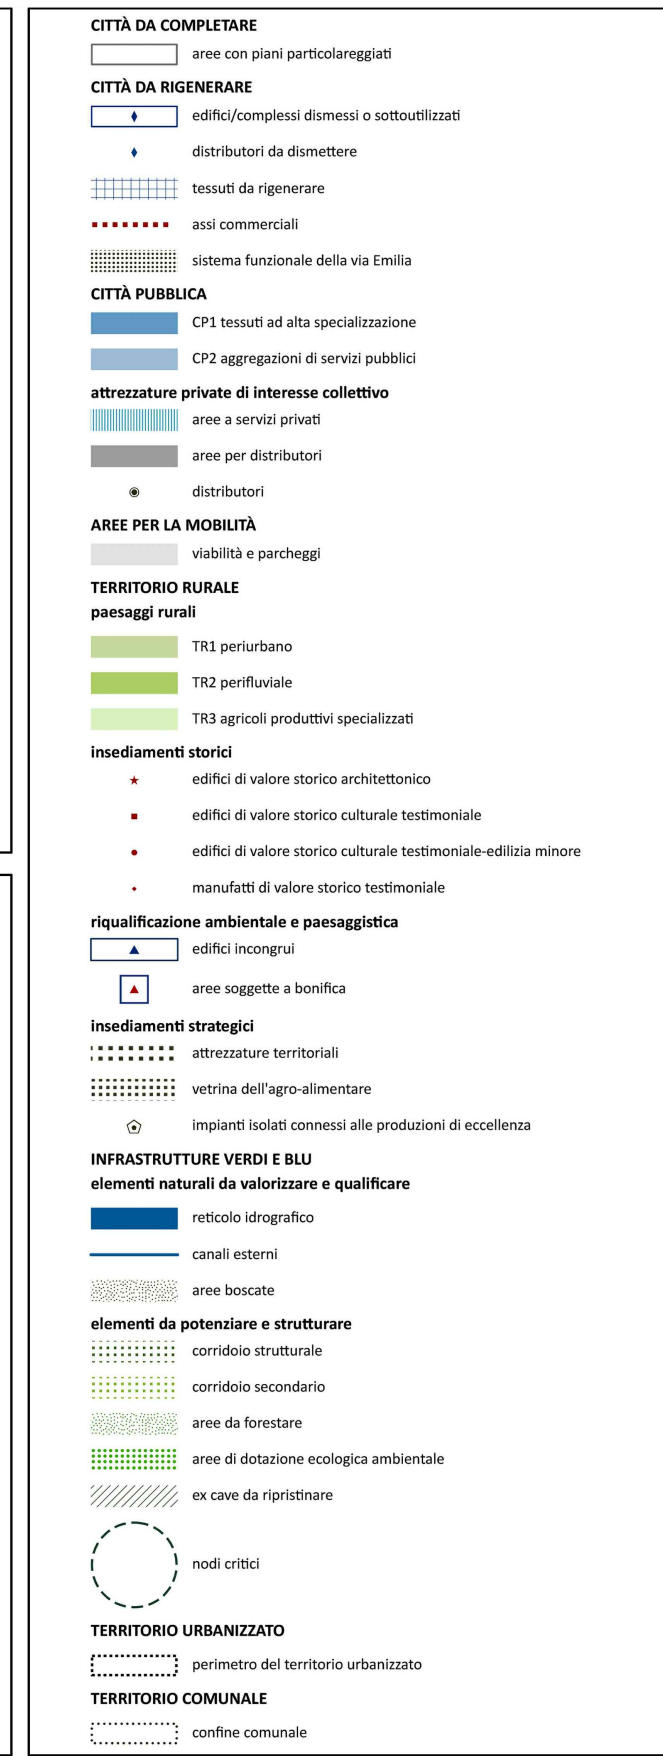 CITTÀ DA COMPLETARE
aree con piani particolareggiati
CITTÀ DA RIGENERARE
edifici/complessi dismessi o sottoutilizzati
distributori da dismettere
tessuti da rigenerare
assi commerciali
sistema funzionale della via Emilia
CITTÀ PUBBLICA
CP1 tessuti ad alta specializzazione
CP2 aggregazioni di servizi pubblici
attrezzature private di interesse collettivo
aree a servizi privati
aree per distributori
distributori
AREE PER LA MOBILITÀ
viabilità e parcheggi
TERRITORIO RURALE
paesaggi rurali
TR1 periurbano
TR2 perifluviale
TR3 agricoli produttivi specializzati
insediamenti storici
edifici di valore storico architettonico
edifici di valore storico culturale testimoniale
edifici di valore storico culturale testimoniale-edilizia minore
manufatti di valore storico testimoniale
riqualificazione ambientale e paesaggistica
edifici incongrui
aree soggette a bonifica
insediamenti strategici
attrezzature territoriali
vetrina dell'agro-alimentare
impianti isolati connessi alle produzioni di eccellenza
INFRASTRUTTURE VERDI E BLU
elementi naturali da valorizzare e qualificare
reticolo idrografico
canali esterni
aree boscate
elementi da potenziare e strutturare
corridoio strutturale
corridoio secondario
aree da forestare
aree di dotazione ecologica ambientale
ex cave da ripristinare
nodi critici
TERRITORIO URBANIZZATO
perimetro del territorio urbanizzato
TERRITORIO COMUNALE
confine comunale